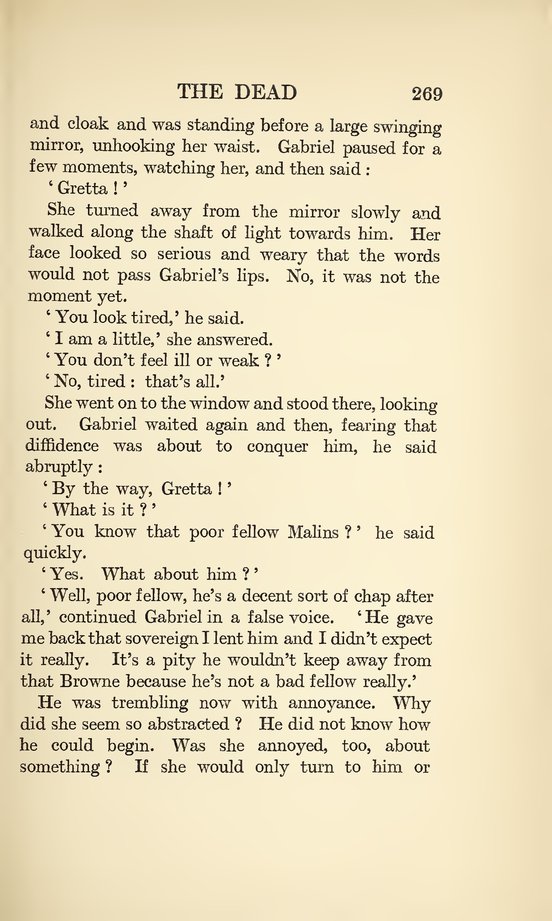 THE DEAD 269
and cloak and was standing before a large swinging
mirror, unhooking her waist. Gabriel paused for a
few moments, watching her, and then said :
‘ Gretta ! ’
She turned away from the mirror slowly and
walked along the shaft of light towards him. Her
face looked so serious and weary that the words
would not pass Gabriel’s lips. No, it was not the
moment yet.
‘ You look tired,’ he said.
‘ I am a little,’ she answered.
‘ You don’t feel ill or weak ? ’
‘ No, tired : that’s all.’
She went on to the window and stood there, looking
out. Gabriel waited again and then, fearing that
diffidence was about to conquer him, he said
abruptly :
‘ By the way, Gretta ! ’
‘ What is it ? ’
‘ You know that poor fellow Malins ? ’ he said
quickly.
‘ Yes. What about him ? ’
‘ Well, poor fellow, he’s a decent sort of chap after
all,’ continued Gabriel in a false voice. ‘ He gave
me back that sovereign I lent him and I didn’t expect
it really. It’s a pity he wouldn’t keep away from
that Browne because he’s not a bad fellow really.’
He was trembling now with annoyance. Why
did she seem so abstracted ? He did not know how
he could begin. Was she annoyed, too, about
something ? If she would only turn to him or